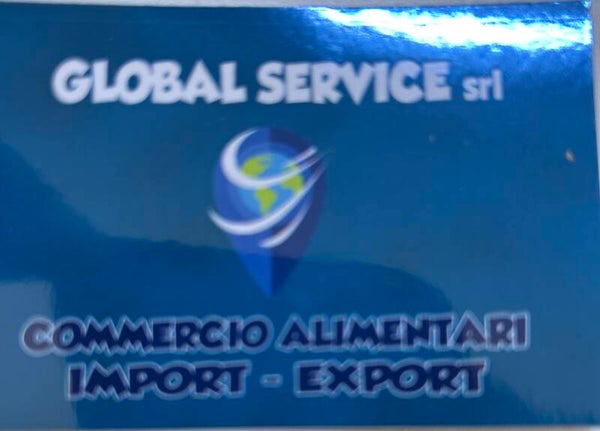 GLOBAL SERVICE srl
COMMERCIO ALIMENTARI
IMPORT - EXPORT